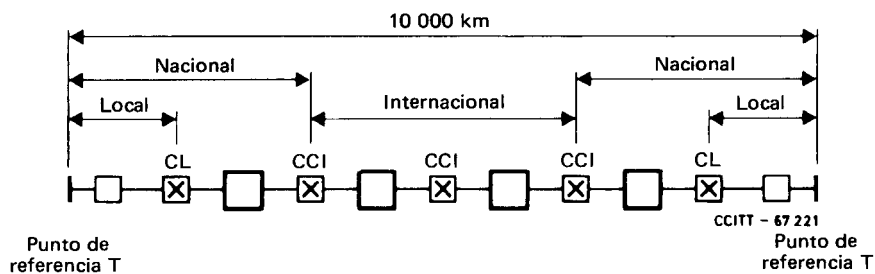 10 000 km
Nacional
Nacional
Local
Internacional
Local
CL
CCI
CCI
CCI
CL
CCITT – 67 221
Punto de
referencia T
Punto de
referencia T